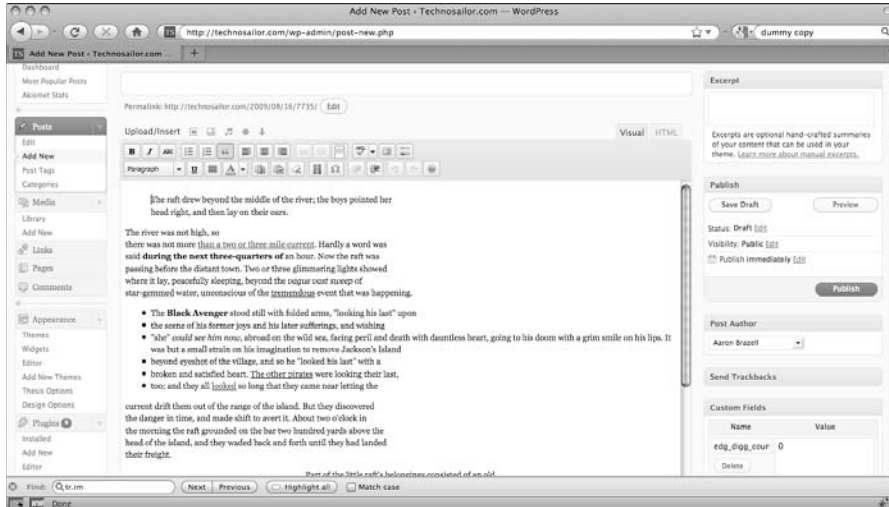 Add New Post ‹ Technosailor.com — WordPress
http://technosailor.com/wp-admin/post-new.php
dummy copy
Add New Post ‹ Technosailor.com ...
Dashboard
Most Popular Posts
Akismet Stats
Posts
Edit
Add New
Post Tags
Categories
Media
Library
Add New
Links
Pages
Comments
Appearance
Themes
Widgets
Editor
Add New Themes
Thesis Options
Design Options
Plugins
Installed
Add New
Editor
Permalink: http://technosailor.com/2009/08/16/7735/ Edit
Upload/Insert
Visual HTML
B I ABC
Paragraph U A Ω
The raft drew beyond the middle of the river; the boys pointed her
head right, and then lay on their oars.
The river was not high, so
there was not more than a two or three mile current. Hardly a word was
said during the next three-quarters of an hour. Now the raft was
passing before the distant town. Two or three glimmering lights showed
where it lay, peacefully sleeping, beyond the vague vast sweep of
star-gemmed water, unconscious of the tremendous event that was happening.
• The Black Avenger stood still with folded arms, "looking his last" upon
• the scene of his former joys and his later sufferings, and wishing
• "she" could see him now, abroad on the wild sea, facing peril and death with dauntless heart, going to his doom with a grim smile on his lips. It
was but a small strain on his imagination to remove Jackson's Island
• beyond eyeshot of the village, and so he "looked his last" with a
• broken and satisfied heart. The other pirates were looking their last,
• too; and they all looked so long that they came near letting the
current drift them out of the range of the island. But they discovered
the danger in time, and made shift to avert it. About two o'clock in
the morning the raft grounded on the bar two hundred yards above the
head of the island, and they waded back and forth until they had landed
their freight.
Part of the little raft's belongings consisted of an old
Excerpt
Excerpts are optional hand-crafted summaries
of your content that can be used in your
theme. Learn more about manual excerpts.
Publish
Save Draft Preview
Status: Draft Edit
Visibility: Public Edit
Publish immediately Edit
Publish
Post Author
Aaron Brazell
Send Trackbacks
Custom Fields
Name Value
edg_digg_cour 0
Delete
Find: tr.im Next Previous Highlight all Match case
Done